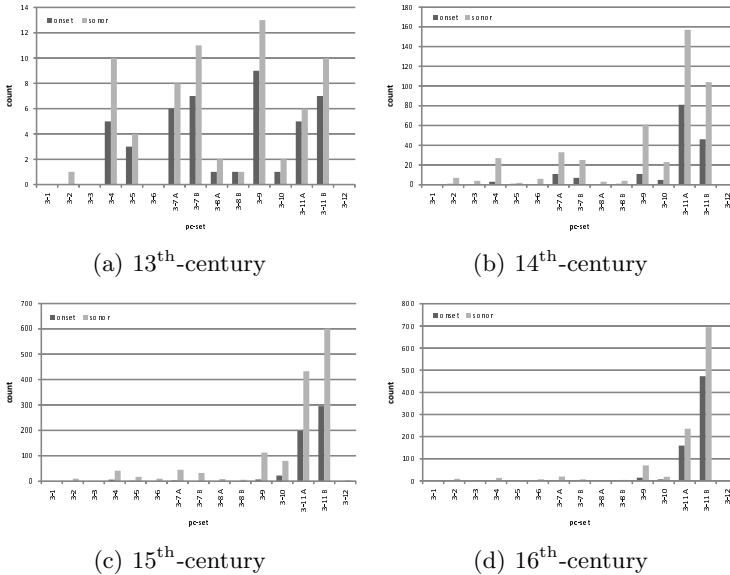 14
12
10
8
6
4
2
0
count
onset sonor
3-1 3-2 3-3 3-4 3-5 3-6 3-7 A 3-7 B 3-8 A 3-8 B 3-9 3-10 3-11 A 3-11 B 3-12
pc-set
(a) 13th-century
180
160
140
120
100
80
60
40
20
0
count
onset sonor
3-1 3-2 3-3 3-4 3-5 3-6 3-7 A 3-7 B 3-8 A 3-8 B 3-9 3-10 3-11 A 3-11 B 3-12
pc-set
(b) 14th-century
700
600
500
400
300
200
100
0
count
onset sonor
3-1 3-2 3-3 3-4 3-5 3-6 3-7 A 3-7 B 3-8 A 3-8 B 3-9 3-10 3-11 A 3-11 B 3-12
pc-set
(c) 15th-century
800
700
600
500
400
300
200
100
0
count
onset sonor
3-1 3-2 3-3 3-4 3-5 3-6 3-7 A 3-7 B 3-8 A 3-8 B 3-9 3-10 3-11 A 3-11 B 3-12
pc-set
(d) 16th-century